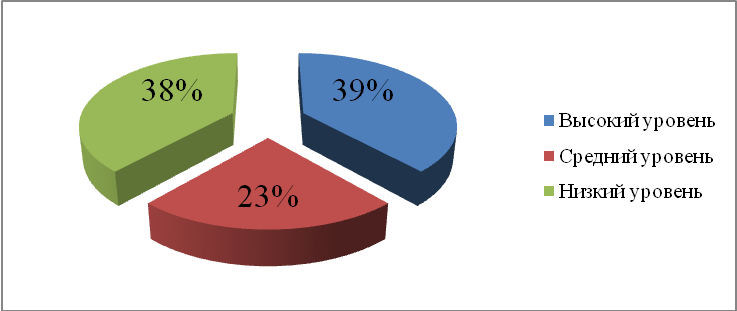 38%
39%
23%
Высокий уровень
Средний уровень
Низкий уровень